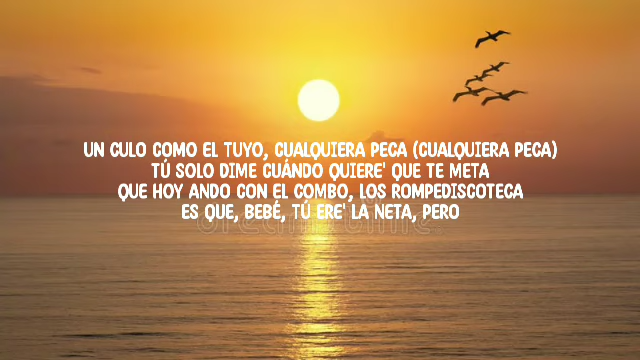 UN CULO COMO EL TUYO, CUALQUIERA PECA (CUALQUIERA PECA)
TÚ SOLO DIME CUÁNDO QUIERE' QUE TE META
QUE HOY ANDO CON EL COMBO, LOS ROMPEDISCOTECA
ES QUE, BEBÉ, TÚ ERE' LA NETA, PERO
dreamstime